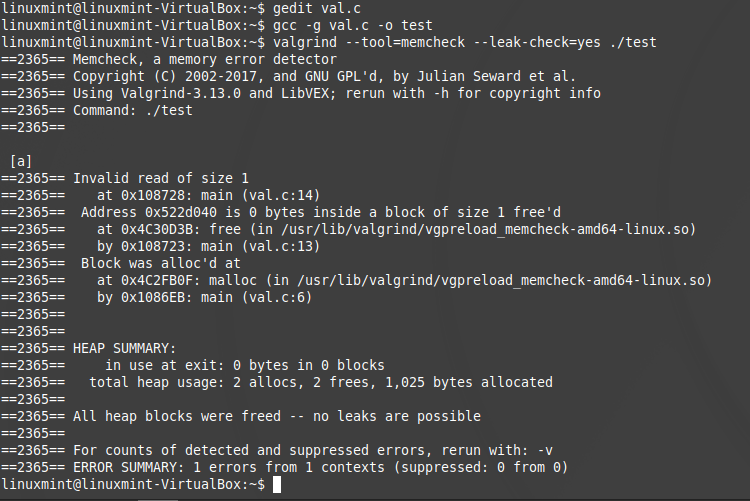 linuxmint@linuxmint-VirtualBox:~$ gedit val.c
linuxmint@linuxmint-VirtualBox:~$ gcc -g val.c -o test
linuxmint@linuxmint-VirtualBox:~$ valgrind --tool=memcheck --leak-check=yes ./test
==2365== Memcheck, a memory error detector
==2365== Copyright (C) 2002-2017, and GNU GPL'd, by Julian Seward et al.
==2365== Using Valgrind-3.13.0 and LibVEX; rerun with -h for copyright info
==2365== Command: ./test
==2365==
 [a]
==2365== Invalid read of size 1
==2365==    at 0x108728: main (val.c:14)
==2365==  Address 0x522d040 is 0 bytes inside a block of size 1 free'd
==2365==    at 0x4C30D3B: free (in /usr/lib/valgrind/vgpreload_memcheck-amd64-linux.so)
==2365==    by 0x108723: main (val.c:13)
==2365==  Block was alloc'd at
==2365==    at 0x4C2FB0F: malloc (in /usr/lib/valgrind/vgpreload_memcheck-amd64-linux.so)
==2365==    by 0x1086EB: main (val.c:6)
==2365==
==2365==
==2365== HEAP SUMMARY:
==2365==     in use at exit: 0 bytes in 0 blocks
==2365==   total heap usage: 2 allocs, 2 frees, 1,025 bytes allocated
==2365==
==2365== All heap blocks were freed -- no leaks are possible
==2365==
==2365== For counts of detected and suppressed errors, rerun with: -v
==2365== ERROR SUMMARY: 1 errors from 1 contexts (suppressed: 0 from 0)
linuxmint@linuxmint-VirtualBox:~$